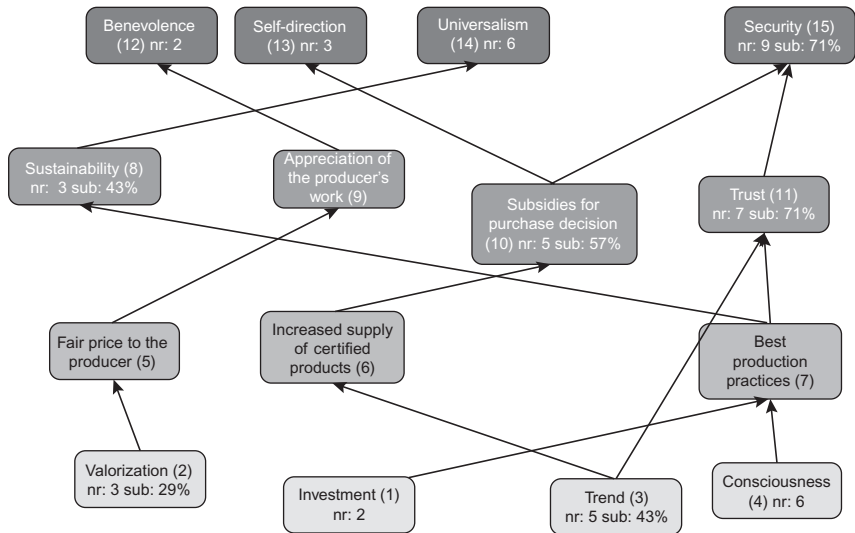 Benevolence
(12) nr: 2
Self-direction
(13) nr: 3
Universalism
(14) nr: 6
Security (15)
nr: 9 sub: 71%
Sustainability (8)
nr: 3 sub: 43%
Appreciation of
the producer's
work (9)
Subsidies for
purchase decision
(10) nr: 5 sub: 57%
Trust (11)
nr: 7 sub: 71%
Fair price to the
producer (5)
Increased supply
of certified
products (6)
Best
production
practices (7)
Valorization (2)
nr: 3 sub: 29%
Investment (1)
nr: 2
Trend (3)
nr: 5 sub: 43%
Consciousness
(4) nr: 6